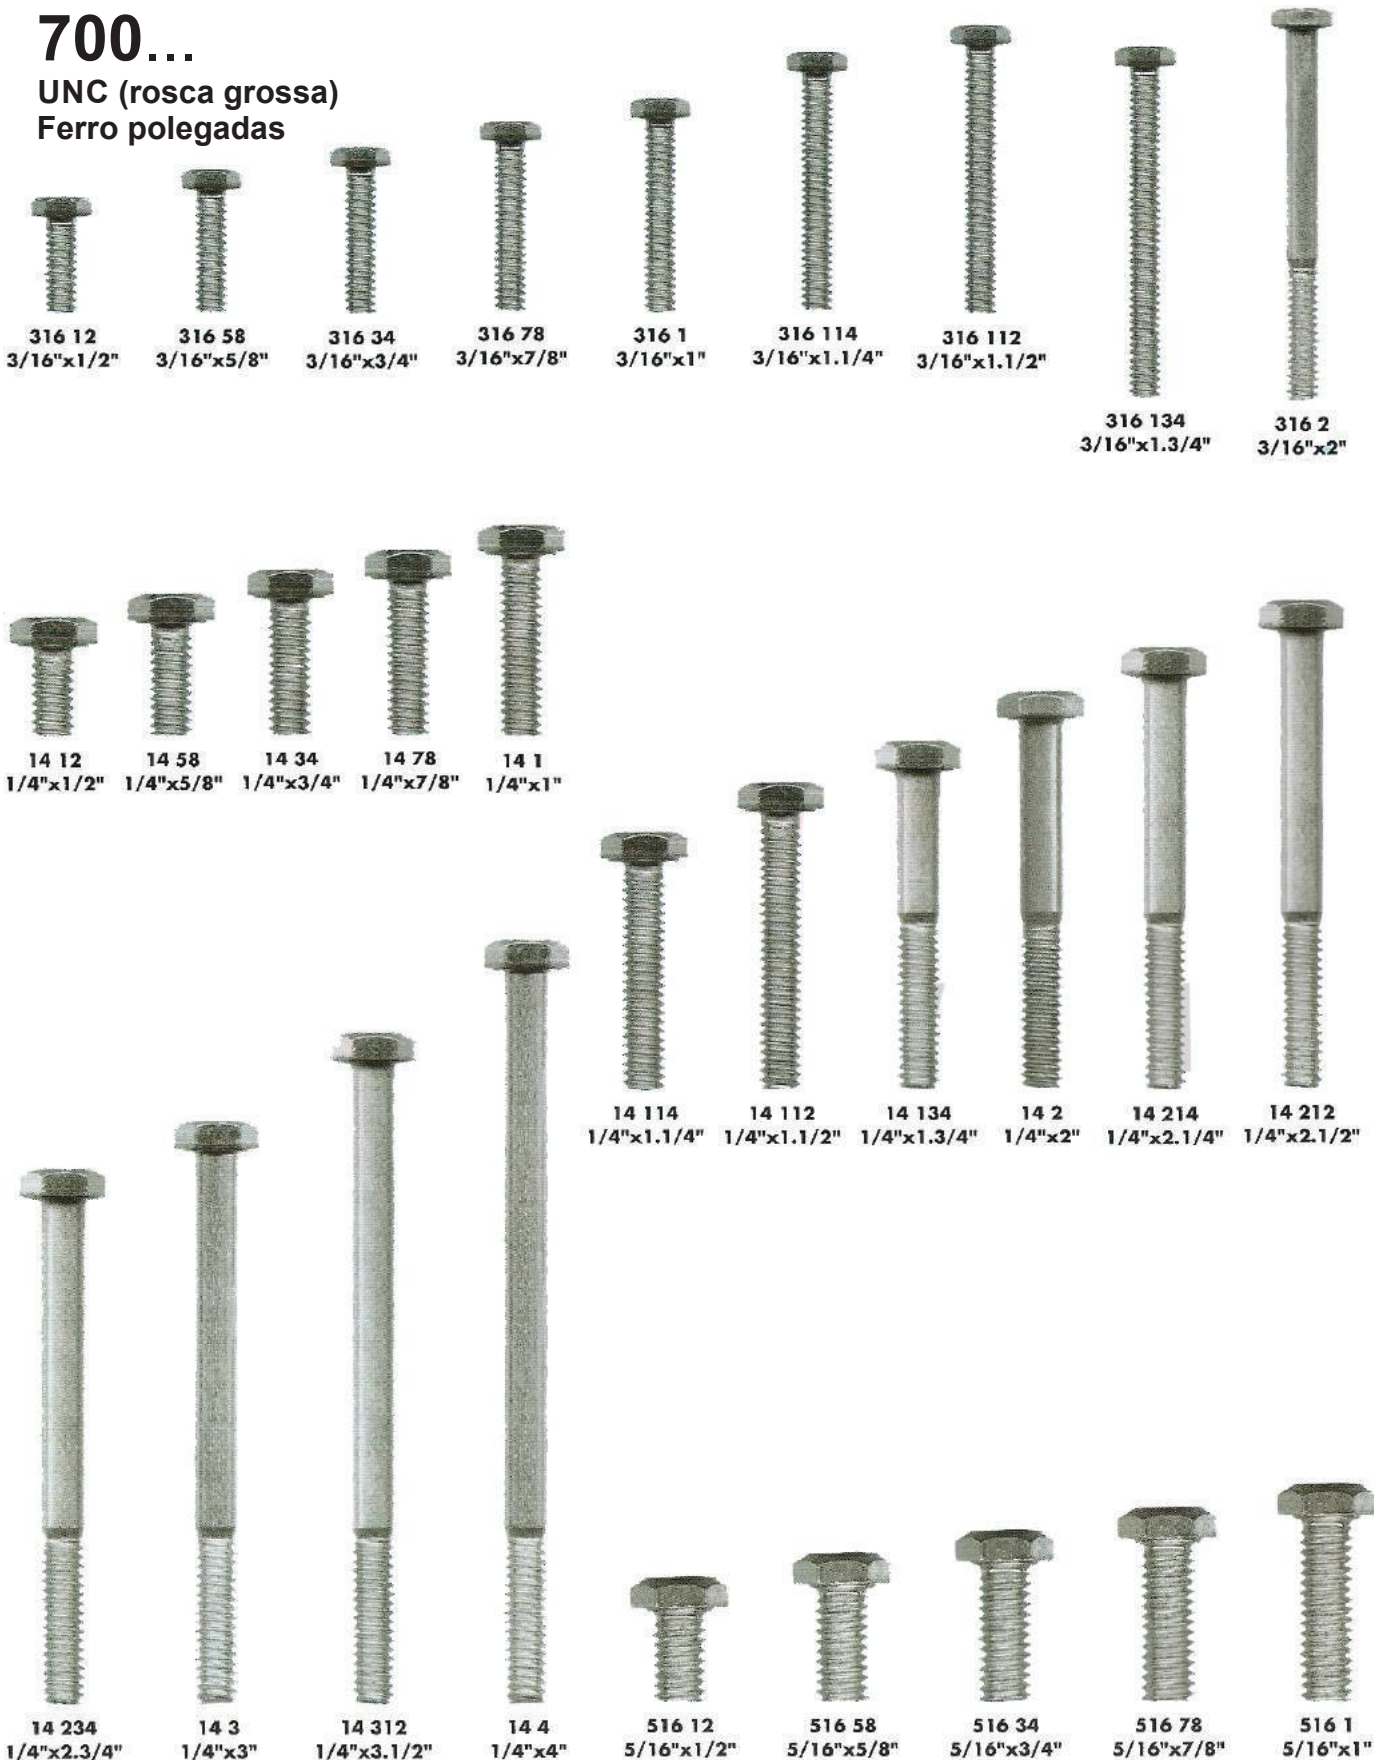 700...
UNC (rosca grossa)
Ferro polegadas
316 12
3/16"x1/2"
316 58
3/16"x5/8"
316 34
3/16"x3/4"
316 78
3/16"x7/8"
316 1
3/16"x1"
316 114
3/16"x1.1/4"
316 112
3/16"x1.1/2"
316 134
3/16"x1.3/4"
316 2
3/16"x2"
14 12
1/4"x1/2"
14 58
1/4"x5/8"
14 34
1/4"x3/4"
14 78
1/4"x7/8"
14 1
1/4"x1"
14 114
1/4"x1.1/4"
14 112
1/4"x1.1/2"
14 134
1/4"x1.3/4"
14 2
1/4"x2"
14 214
1/4"x2.1/4"
14 212
1/4"x2.1/2"
14 234
1/4"x2.3/4"
14 3
1/4"x3"
14 312
1/4"x3.1/2"
14 4
1/4"x4"
516 12
5/16"x1/2"
516 58
5/16"x5/8"
516 34
5/16"x3/4"
516 78
5/16"x7/8"
516 1
5/16"x1"